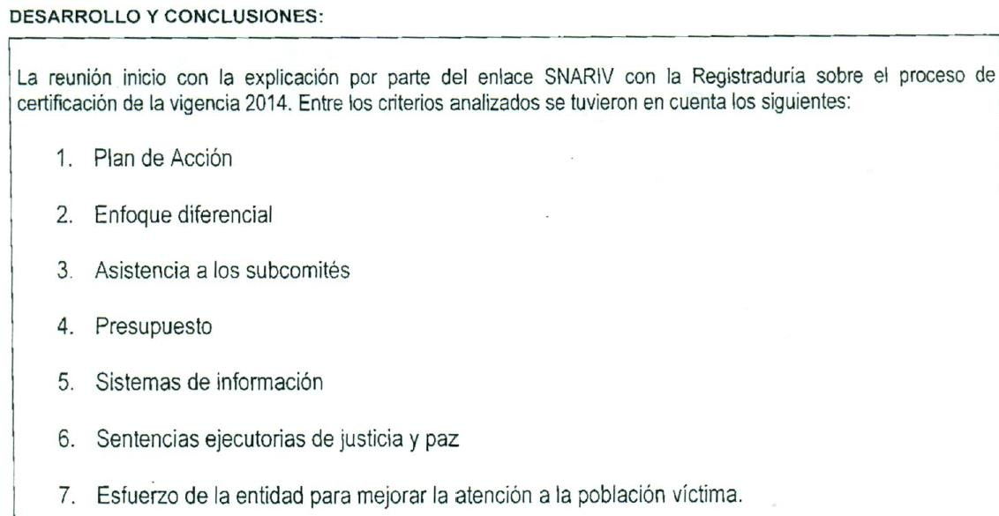 DESARROLLO Y CONCLUSIONES:
La reunión inicio con la explicación por parte del enlace SNARIV con la Registraduría sobre el proceso de
certificación de la vigencia 2014. Entre los criterios analizados se tuvieron en cuenta los siguientes:
1. Plan de Acción
2. Enfoque diferencial
3. Asistencia a los subcomités
4. Presupuesto
5. Sistemas de información
6. Sentencias ejecutorias de justicia y paz
7. Esfuerzo de la entidad para mejorar la atención a la población víctima.